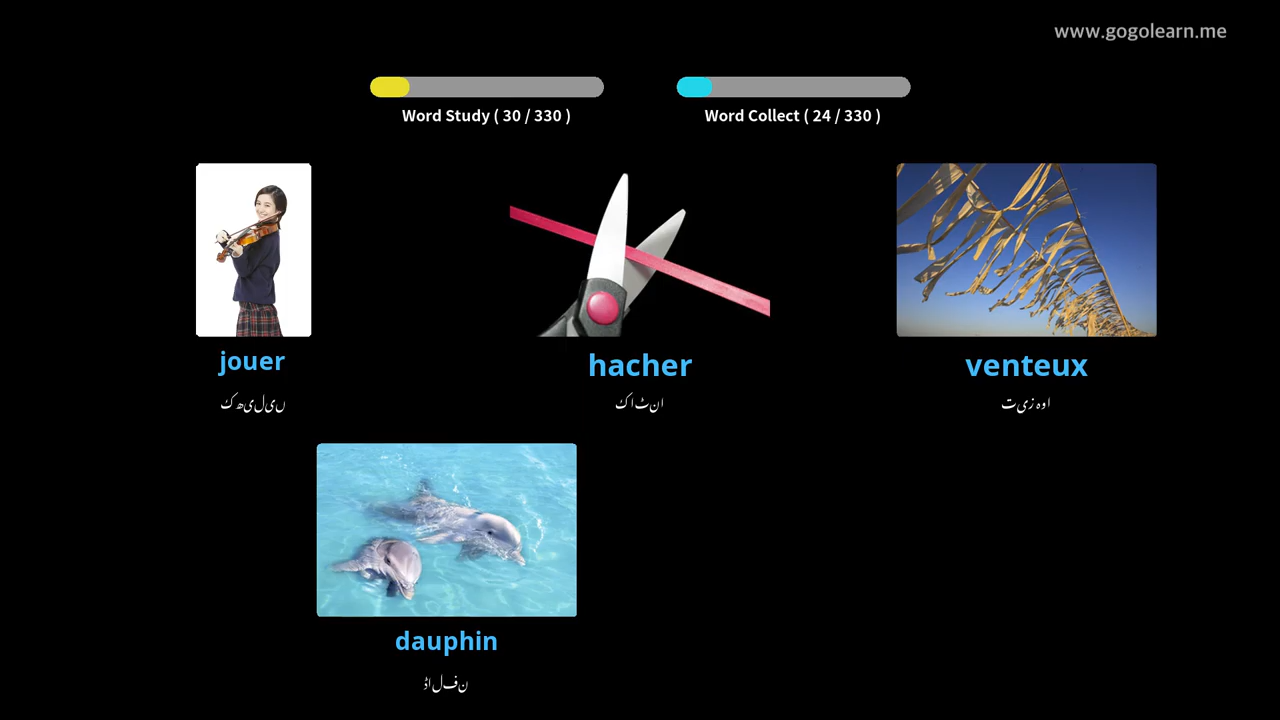 www.gogolearn.me
Word Study ( 30 / 330 )
Word Collect ( 24 / 330 )
jouer
hacher
venteux
کھیلیں
کاٹنا
تیز ہوا
dauphin
ڈالفن